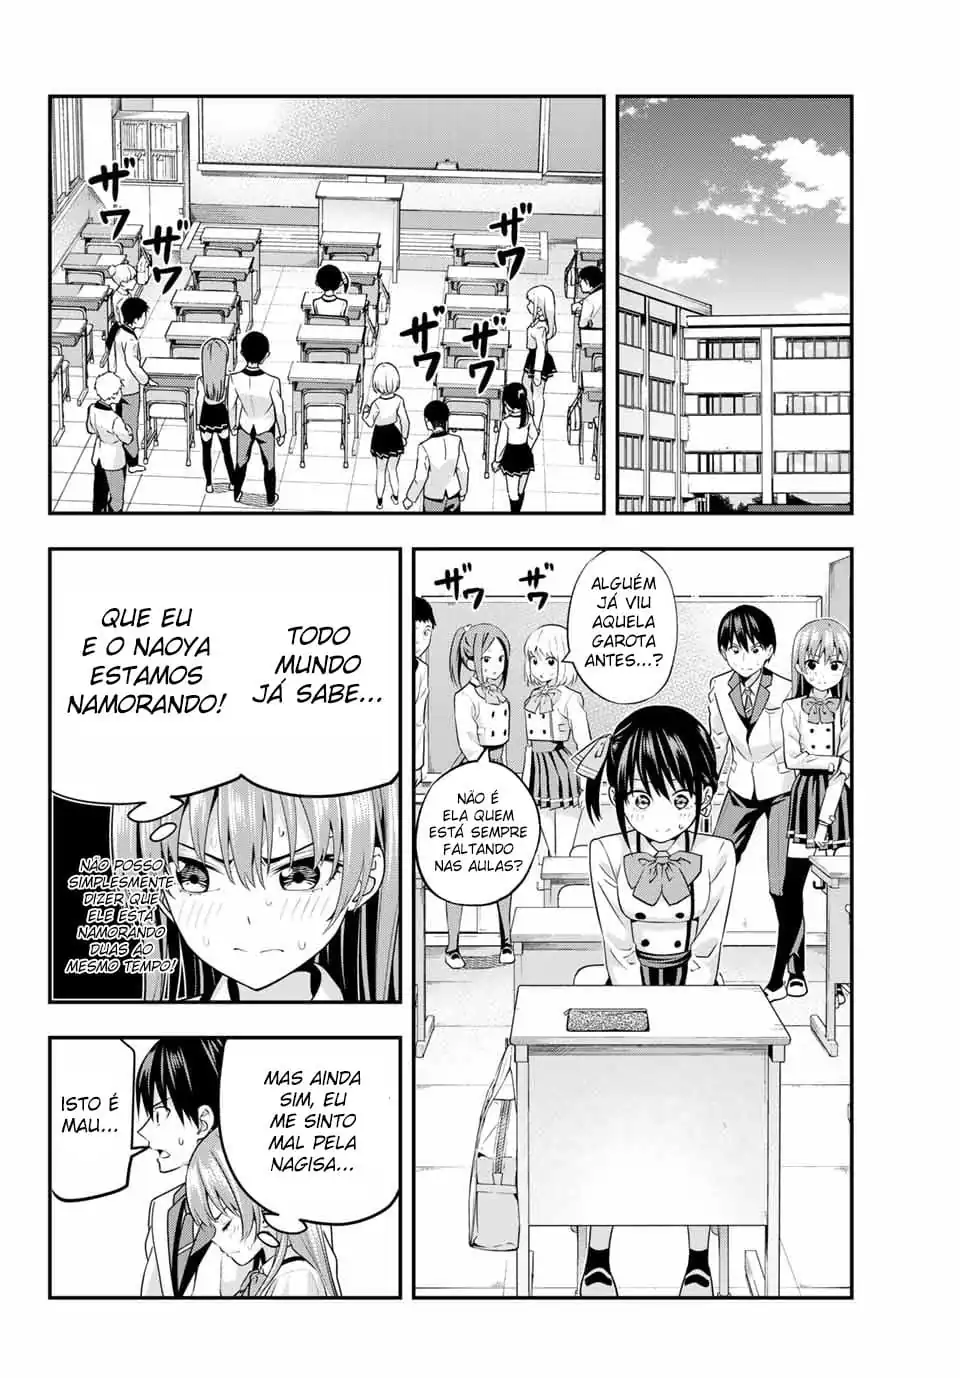 ザワ
ザワ
ザワ
ザワ
ザワ
ALGUÉM
JÁ VIU
AQUELA
GAROTA
ANTES...?
ザワ
ザワ
NÃO É
ELA QUEM
ESTÁ SEMPRE
FALTANDO
NAS AULAS?
TODO
MUNDO
JÁ SABE...
QUE EU
E O NAOYA
ESTAMOS
NAMORANDO!
NÃO POSSO
SIMPLESMENTE
DIZER QUE
ELE ESTÁ
NAMORANDO
DUAS AO
MESMO TEMPO!
MAS AINDA
SIM, EU
ME SINTO
MAL PELA
NAGISA...
ISTO É
MAU...